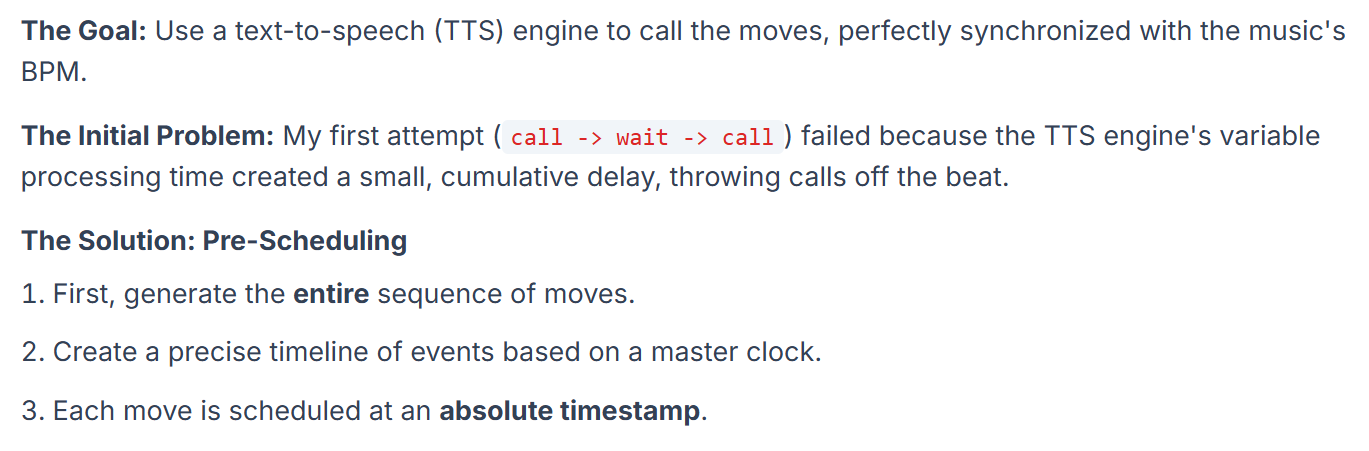 The Goal: Use a text-to-speech (TTS) engine to call the moves, perfectly synchronized with the music's
BPM.
The Initial Problem: My first attempt ( call -> wait -> call ) failed because the TTS engine's variable
processing time created a small, cumulative delay, throwing calls off the beat.
The Solution: Pre-Scheduling
1. First, generate the entire sequence of moves.
2. Create a precise timeline of events based on a master clock.
3. Each move is scheduled at an absolute timestamp.